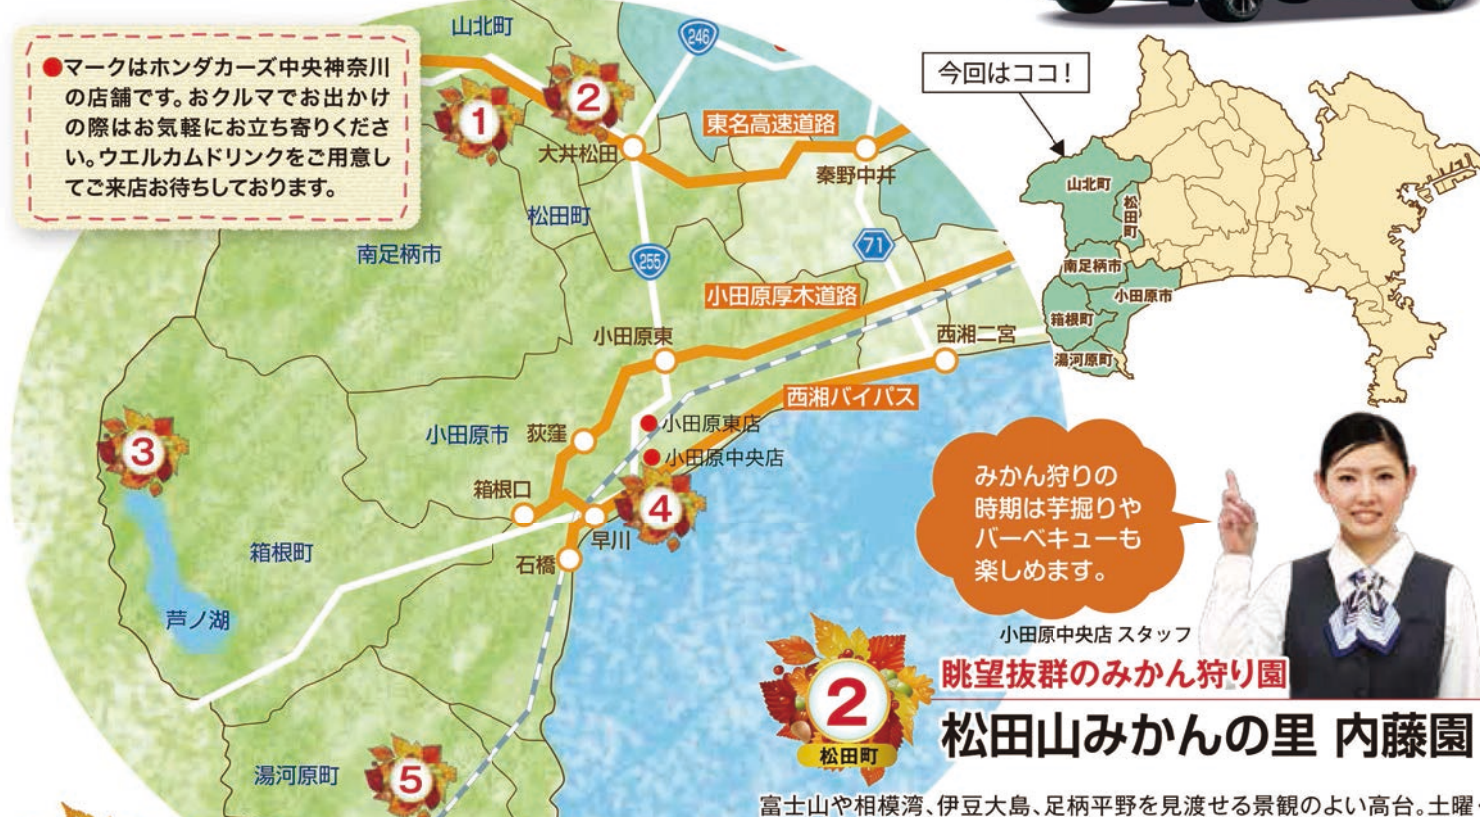 ●マークはホンダカーズ中央神奈川
の店舗です。おクルマでお出かけ
の際はお気軽にお立ち寄りくださ
い。ウエルカムドリンクをご用意し
てご来店お待ちしております。
山北町
246
1
2
大井松田
東名高速道路
秦野中井
松田町
南足柄市
255
71
小田原厚木道路
小田原東
西湘二宮
西湘バイパス
小田原東店
小田原市
荻窪
小田原中央店
3
箱根口
4
早川
石橋
箱根町
芦ノ湖
湯河原町
5
今回はココ!
山北町
松田町
南足柄市
小田原市
箱根町
湯河原町
みかん狩りの
時期は芋掘りや
バーベキューも
楽しめます。
小田原中央店 スタッフ
2
松田町
眺望抜群のみかん狩り園
松田山みかんの里 内藤園
富士山や相模湾、伊豆大島、足柄平野を見渡せる景観のよい高台。土曜・